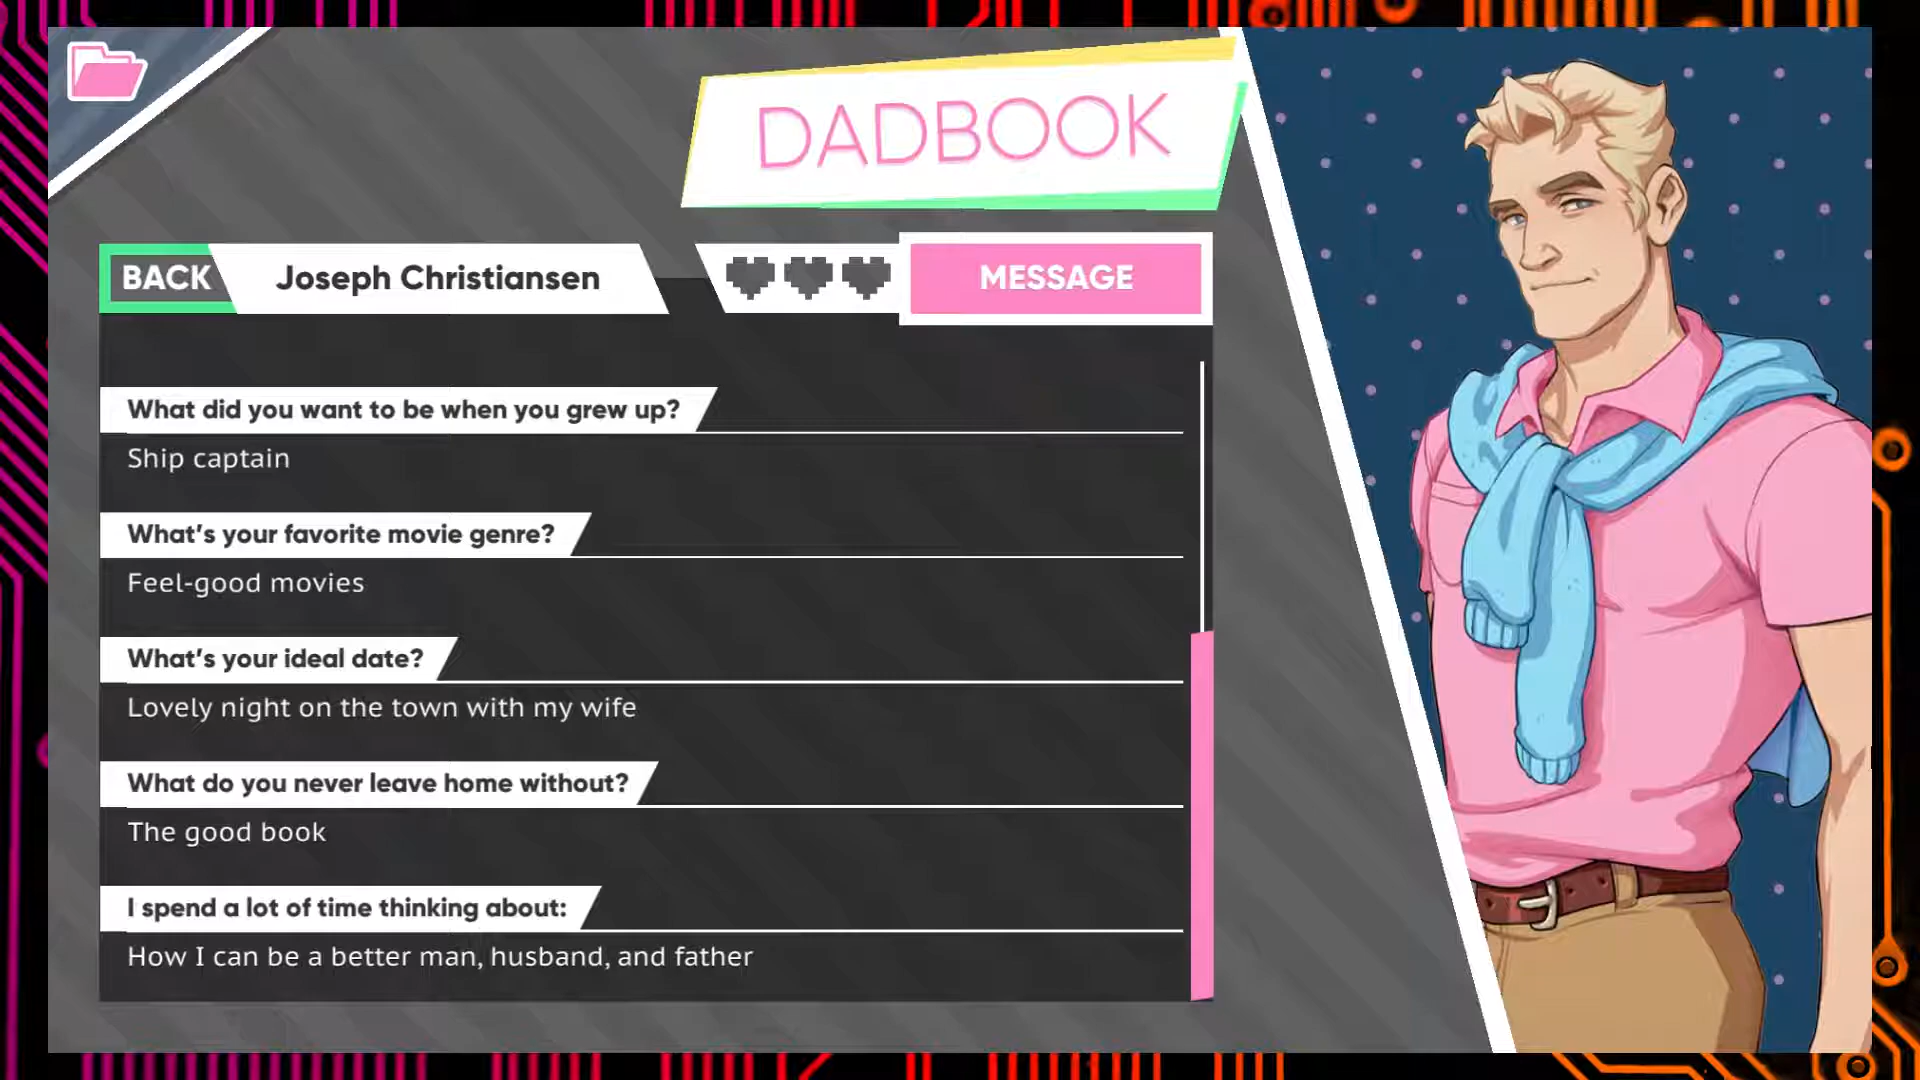 DADBOOK
BACK
Joseph Christiansen
MESSAGE
What did you want to be when you grew up?
Ship captain
What's your favorite movie genre?
Feel-good movies
What's your ideal date?
Lovely night on the town with my wife
What do you never leave home without?
The good book
I spend a lot of time thinking about:
How I can be a better man, husband, and father